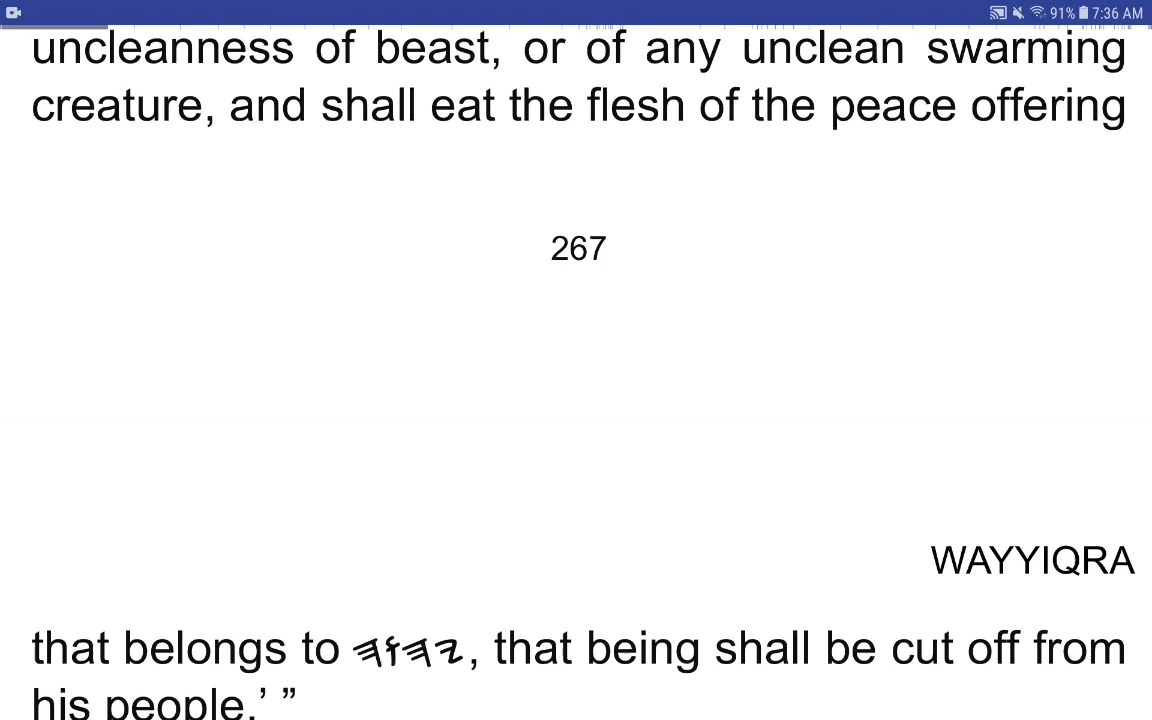 91% 7:36 AM
uncleanness of beast, or of any unclean swarming
creature, and shall eat the flesh of the peace offering
267
WAYYIQRA
that belongs to 𐤉𐤄𐤅𐤄, that being shall be cut off from
his people.’ ”